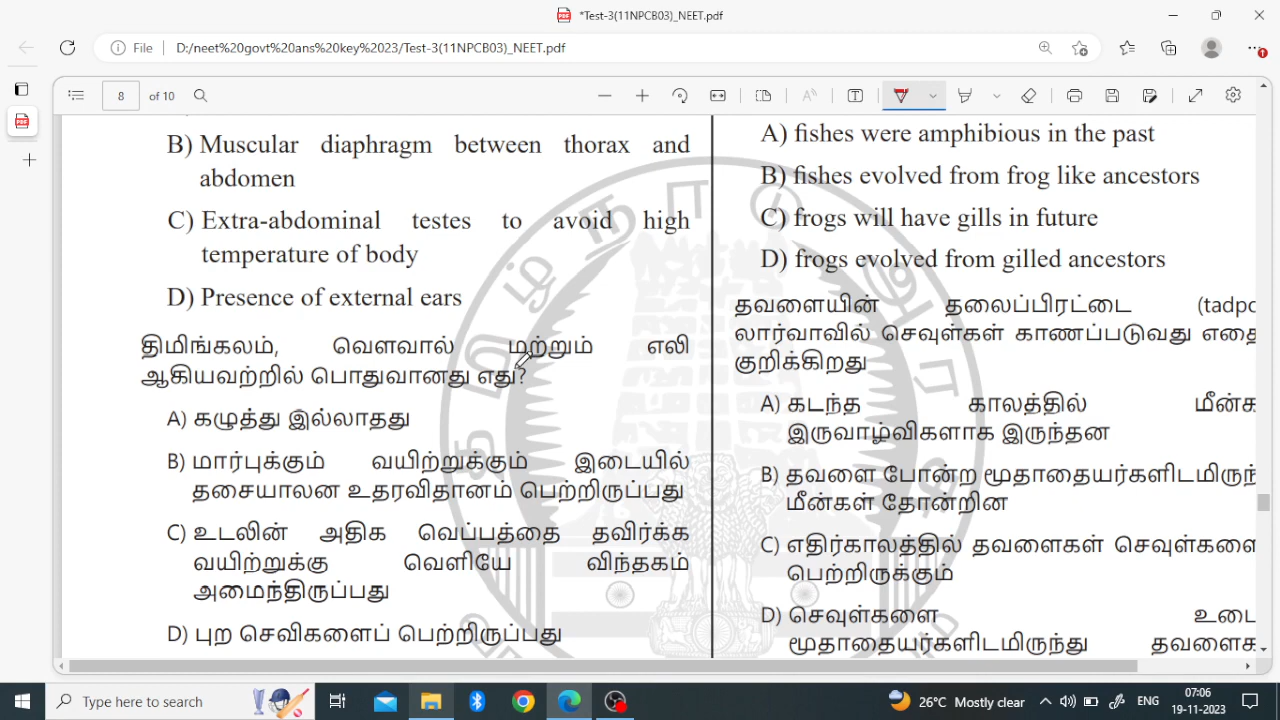 *Test-3(11NPCB03)_NEET.pdf
File
D:/neet%20govt%20ans%20key%2023/Test-3(11NPCB03)_NEET.pdf
8 of 10
B) Muscular diaphragm between thorax and
abdomen
C) Extra-abdominal testes to avoid high
temperature of body
D) Presence of external ears
திமிங்கலம், வௌவால் மற்றும் எலி
ஆகியவற்றில் பொதுவானது எது?
A) கழுத்து இல்லாதது
B) மார்புக்கும் வயிற்றுக்கும் இடையில்
தசையாலன உதரவிதானம் பெற்றிருப்பது
C) உடலின் அதிக வெப்பத்தை தவிர்க்க
வயிற்றுக்கு வெளியே விந்தகம்
அமைந்திருப்பது
D) புற செவிகளைப் பெற்றிருப்பது
A) fishes were amphibious in the past
B) fishes evolved from frog like ancestors
C) frogs will have gills in future
D) frogs evolved from gilled ancestors
தவளையின் தலைப்பிரட்டை (tadpo
லார்வாவில் செவுள்கள் காணப்படுவது எதை
குறிக்கிறது
A) கடந்த காலத்தில் மீன்க
இருவாழ்விகளாக இருந்தன
B) தவளை போன்ற மூதாதையர்களிடமிருந்
மீன்கள் தோன்றின
C) எதிர்காலத்தில் தவளைகள் செவுள்களை
பெற்றிருக்கும்
D) செவுள்களை உடை
மூதாதையர்களிடமிருந்து தவளைக
Type here to search
26°C Mostly clear
ENG
07:06
19-11-2023